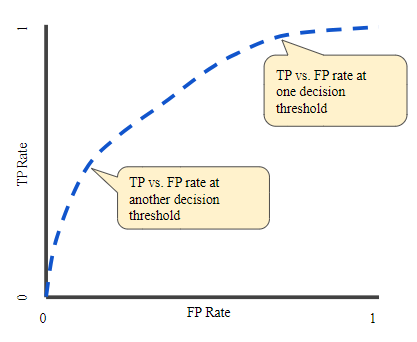 1
TP vs. FP rate at
one decision
threshold
TP Rate
TP vs. FP rate at
another decision
threshold
0
0
FP Rate
1